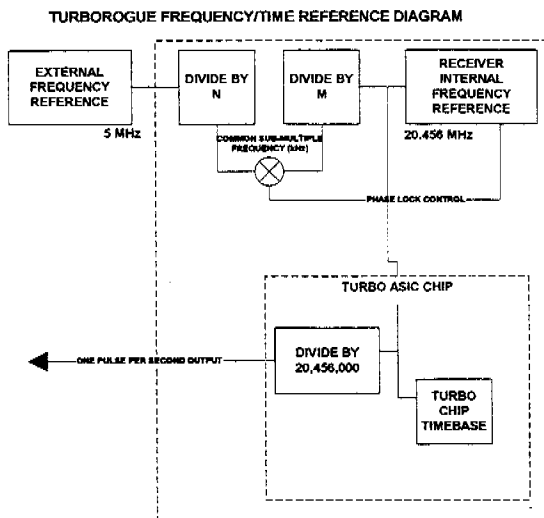 TURBOROGUE FREQUENCY/TIME REFERENCE DIAGRAM
EXTERNAL
FREQUENCY
REFERENCE
DIVIDE BY
N
DIVIDE BY
M
RECEIVER
INTERNAL
FREQUENCY
REFERENCE
5 MHz
20.456 MHz
COMMON SUB-MULTIPLE
FREQUENCY (kHz)
PHASE LOCK CONTROL
TURBO ASIC CHIP
DIVIDE BY
20,456,000
ONE PULSE PER SECOND OUTPUT
TURBO
CHIP
TIMEBASE